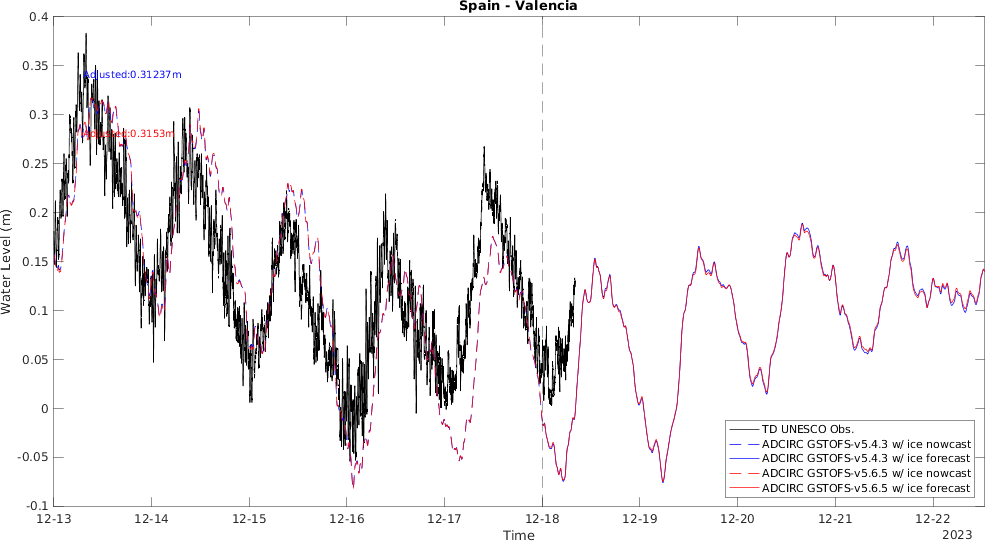 Spain - Valencia
0.4
0.35
0.3
0.25
0.2
0.15
0.1
0.05
0
-0.05
-0.1
Water Level (m)
Adjusted:0.31237m
Adjusted:0.3153m
TD UNESCO Obs.
ADCIRC GSTOFS-v5.4.3 w/ ice nowcast
ADCIRC GSTOFS-v5.4.3 w/ ice forecast
ADCIRC GSTOFS-v5.6.5 w/ ice nowcast
ADCIRC GSTOFS-v5.6.5 w/ ice forecast
12-13 12-14 12-15 12-16 12-17 12-18 12-19 12-20 12-21 12-22
Time
2023